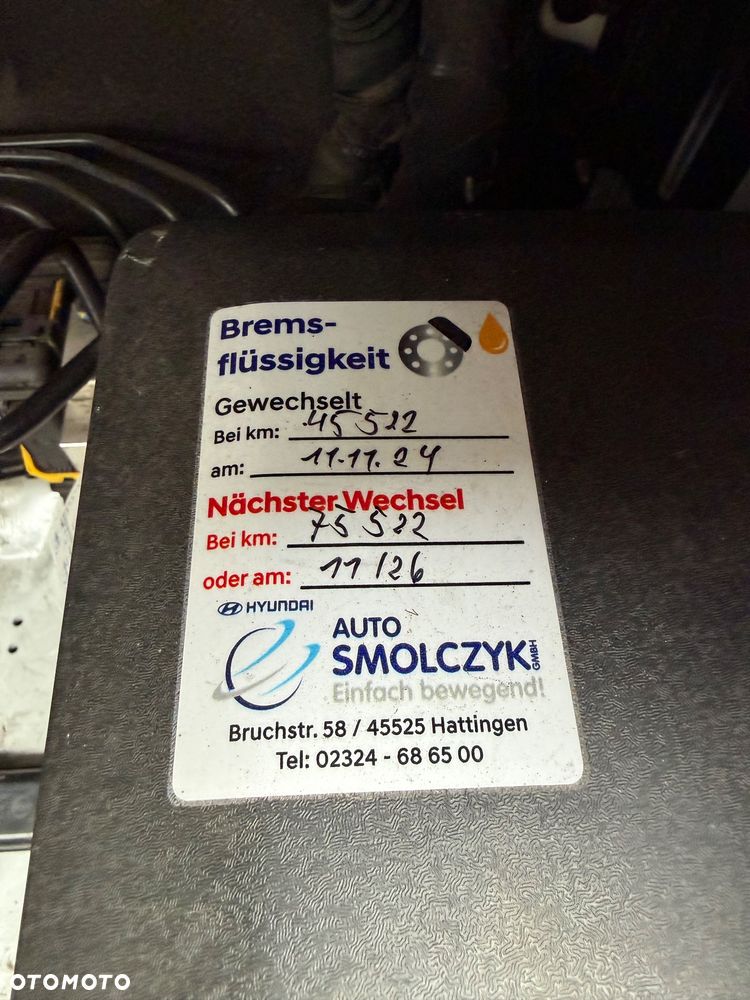 Brems-
flüssigkeit
Gewechselt
Bei km: 45 522
am: 11.11.24
Nächster Wechsel
Bei km: 75 522
oder am: 11/26
HYUNDAI
AUTO
SMOLCZYK GMBH
Einfach bewegend!
Bruchstr. 58 / 45525 Hattingen
Tel: 02324 - 68 65 00
OTOMOTO